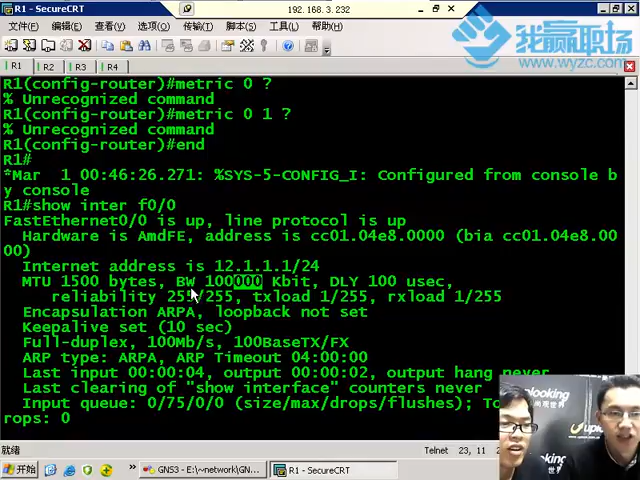 R1 - SecureCRT
192.168.3.232
文件(F) 编辑(E) 查看(V) 选项(O) 传输(T) 脚本(S) 工具(L) 帮助(H)
我赢职场
www.wyzc.com
R1 R2 R3 R4
R1(config-router)#metric 0 ?
% Unrecognized command
R1(config-router)#metric 0 1 ?
% Unrecognized command
R1(config-router)#end
R1#
*Mar  1 00:46:26.271: %SYS-5-CONFIG_I: Configured from console b
y console
R1#show inter f0/0
FastEthernet0/0 is up, line protocol is up
Hardware is AmdFE, address is cc01.04e8.0000 (bia cc01.04e8.00
00)
Internet address is 12.1.1.1/24
MTU 1500 bytes, BW 100000 Kbit, DLY 100 usec,
reliability 255/255, txload 1/255, rxload 1/255
Encapsulation ARPA, loopback not set
Keepalive set (10 sec)
Full-duplex, 100Mb/s, 100BaseTX/FX
ARP type: ARPA, ARP Timeout 04:00:00
Last input 00:00:04, output 00:00:02, output hang never
Last clearing of "show interface" counters never
Input queue: 0/75/0/0 (size/max/drops/flushes); To
rops: 0
uplooking
尚观世界
就绪
Telnet 23, 11
开始
GNS3 - E:\~network\GN...
R1 - SecureCRT